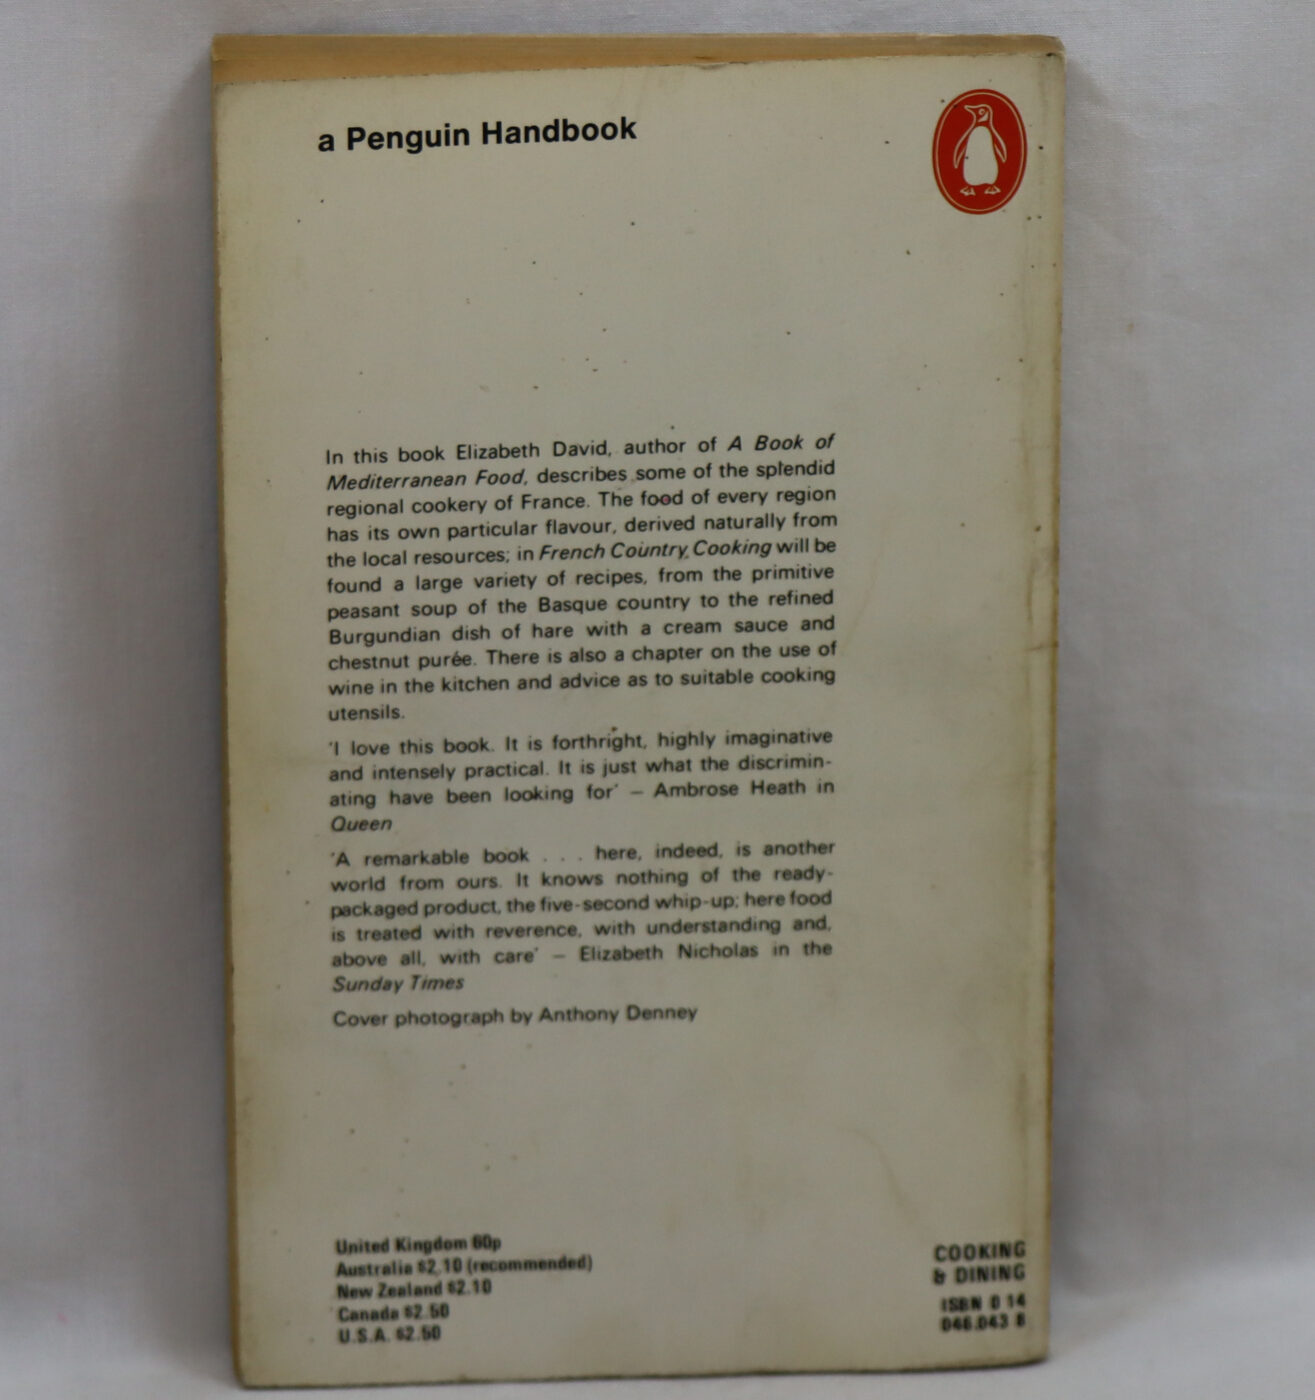 a Penguin Handbook
In this book Elizabeth David, author of A Book of
Mediterranean Food, describes some of the splendid
regional cookery of France. The food of every region
has its own particular flavour, derived naturally from
the local resources; in French Country Cooking will be
found a large variety of recipes, from the primitive
peasant soup of the Basque country to the refined
Burgundian dish of hare with a cream sauce and
chestnut purée. There is also a chapter on the use of
wine in the kitchen and advice as to suitable cooking
utensils.
'I love this book. It is forthright, highly imaginative
and intensely practical. It is just what the discrimin-
ating have been looking for' – Ambrose Heath in
Queen
'A remarkable book . . . here, indeed, is another
world from ours. It knows nothing of the ready-
packaged product, the five-second whip-up; here food
is treated with reverence, with understanding and,
above all, with care' – Elizabeth Nicholas in the
Sunday Times
Cover photograph by Anthony Denney
United Kingdom
Australia $2.10 (recommended)
New Zealand $2.10
Canada $2.50
U.S.A. $2.50
COOKING
& DINING
ISBN 0 14
046.043 8